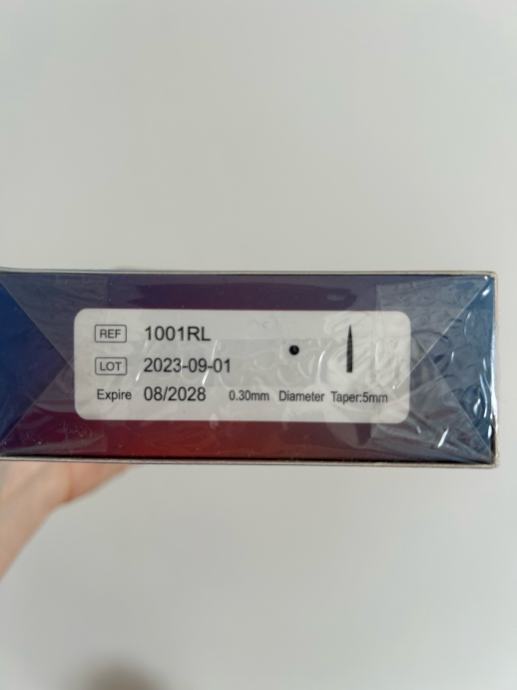 REF 1001RL
LOT 2023-09-01
Expire 08/2028 0.30mm Diameter Taper:5mm